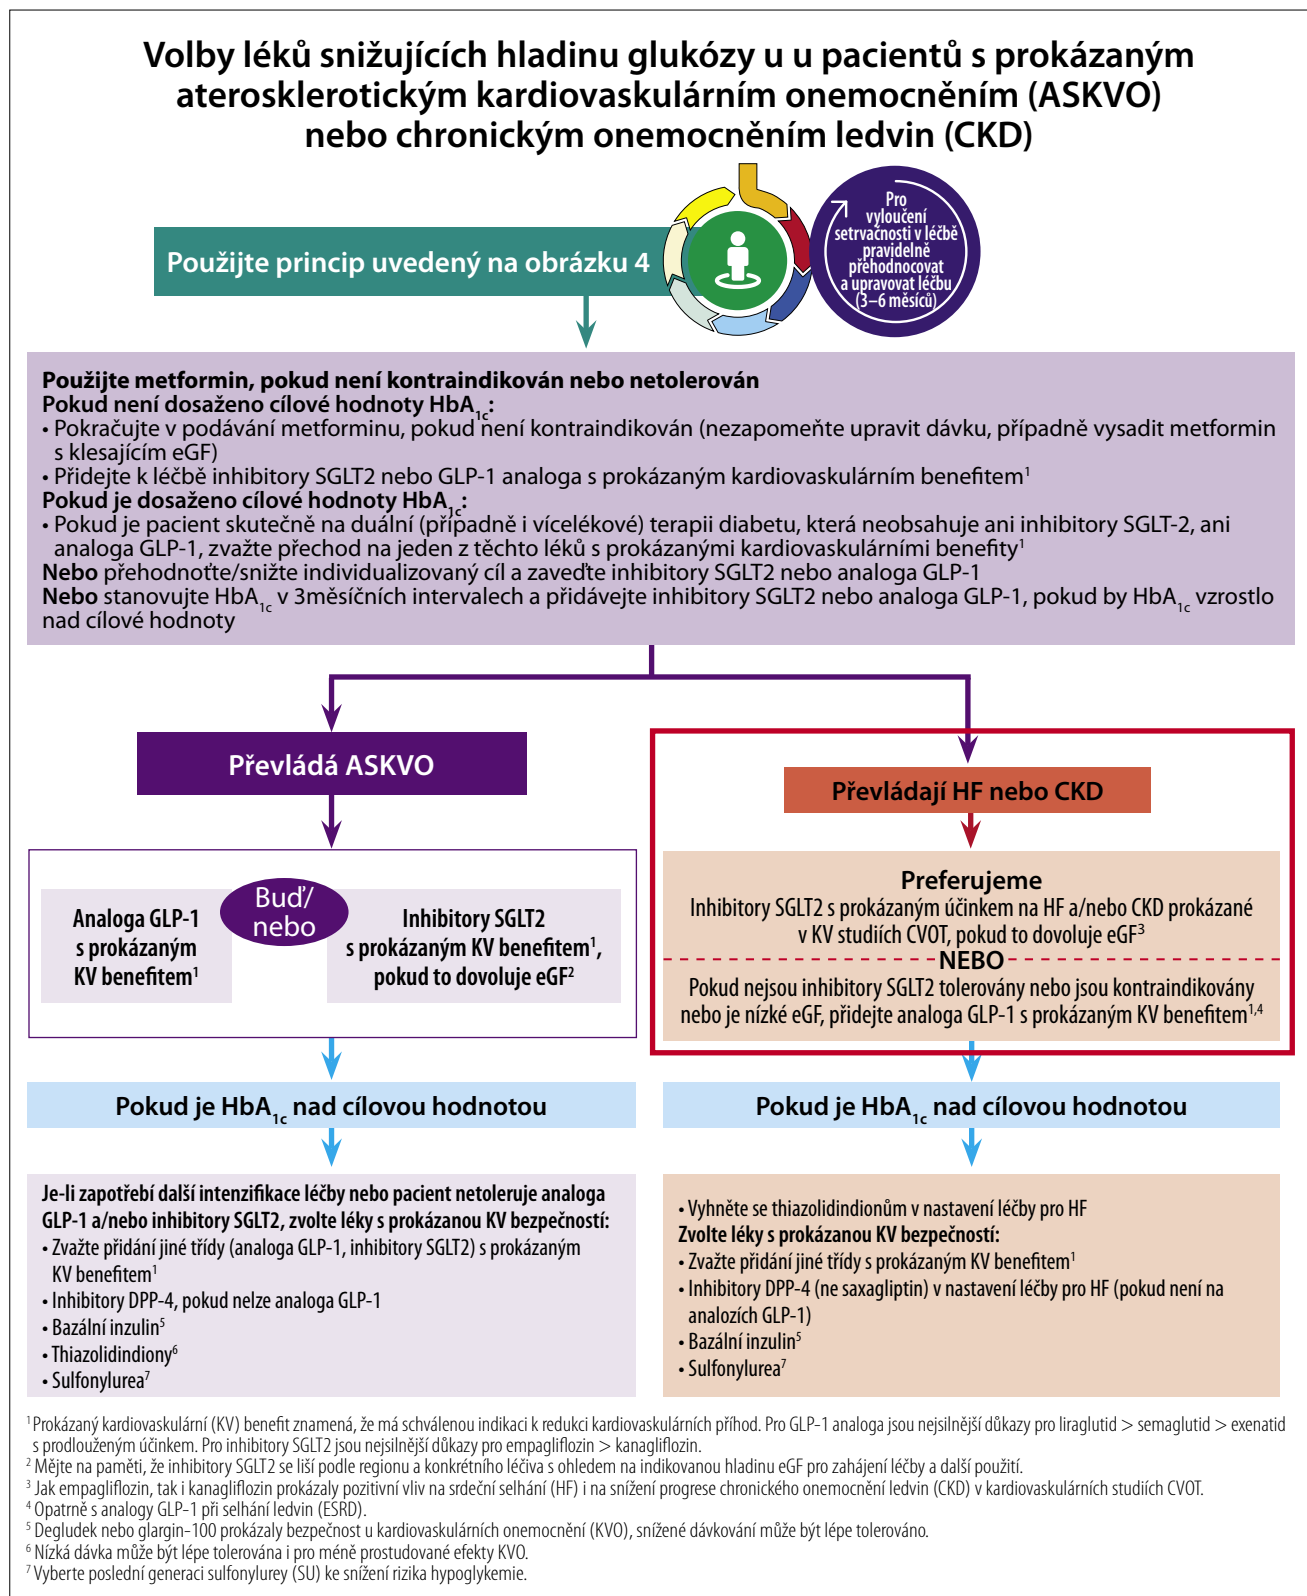 Volby léků snižujících hladinu glukózy u u pacientů s prokázaným
aterosklerotickým kardiovaskulárním onemocněním (ASKVO)
nebo chronickým onemocněním ledvin (CKD)
Použijte princip uvedený na obrázku 4
Pro
vyloučení
setrvačnosti v léčbě
pravidelně
přehodnocovat
a upravovat léčbu
(3–6 měsíců)
Použijte metformin, pokud není kontraindikován nebo netolerován
Pokud není dosaženo cílové hodnoty HbA1c:
• Pokračujte v podávání metforminu, pokud není kontraindikován (nezapomeňte upravit dávku, případně vysadit metformin
s klesajícím eGF)
• Přidejte k léčbě inhibitory SGLT2 nebo GLP-1 analoga s prokázaným kardiovaskulárním benefitem1
Pokud je dosaženo cílové hodnoty HbA1c:
• Pokud je pacient skutečně na duální (případně i vícelékové) terapii diabetu, která neobsahuje ani inhibitory SGLT-2, ani
analoga GLP-1, zvažte přechod na jeden z těchto léků s prokázanými kardiovaskulárními benefity1
Nebo přehodnoťte/snižte individualizovaný cíl a zaveďte inhibitory SGLT2 nebo analoga GLP-1
Nebo stanovujte HbA1c v 3měsíčních intervalech a přidávejte inhibitory SGLT2 nebo analoga GLP-1, pokud by HbA1c vzrostlo
nad cílové hodnoty
Převládá ASKVO
Analoga GLP-1
s prokázaným
KV benefitem1
Buď/
nebo
Inhibitory SGLT2
s prokázaným KV benefitem1,
pokud to dovoluje eGF2
Pokud je HbA1c nad cílovou hodnotou
Je-li zapotřebí další intenzifikace léčby nebo pacient netoleruje analoga
GLP-1 a/nebo inhibitory SGLT2, zvolte léky s prokázanou KV bezpečností:
• Zvažte přidání jiné třídy (analoga GLP-1, inhibitory SGLT2) s prokázaným
KV benefitem1
• Inhibitory DPP-4, pokud nelze analoga GLP-1
• Bazální inzulin5
• Thiazolidindiony6
• Sulfonylurea7
Převládají HF nebo CKD
Preferujeme
Inhibitory SGLT2 s prokázaným účinkem na HF a/nebo CKD prokázané
v KV studiích CVOT, pokud to dovoluje eGF3
NEBO
Pokud nejsou inhibitory SGLT2 tolerovány nebo jsou kontraindikovány
nebo je nízké eGF, přidejte analoga GLP-1 s prokázaným KV benefitem1,4
Pokud je HbA1c nad cílovou hodnotou
• Vyhněte se thiazolidindionům v nastavení léčby pro HF
Zvolte léky s prokázanou KV bezpečností:
• Zvažte přidání jiné třídy s prokázaným KV benefitem1
• Inhibitory DPP-4 (ne saxagliptin) v nastavení léčby pro HF (pokud není na
analozích GLP-1)
• Bazální inzulin5
• Sulfonylurea7
1 Prokázaný kardiovaskulární (KV) benefit znamená, že má schválenou indikaci k redukci kardiovaskulárních příhod. Pro GLP-1 analoga jsou nejsilnější důkazy pro liraglutid > semaglutid > exenatid
s prodlouženým účinkem. Pro inhibitory SGLT2 jsou nejsilnější důkazy pro empagliflozin > kanagliflozin.
2 Mějte na paměti, že inhibitory SGLT2 se liší podle regionu a konkrétního léčiva s ohledem na indikovanou hladinu eGF pro zahájení léčby a další použití.
3 Jak empagliflozin, tak i kanagliflozin prokázaly pozitivní vliv na srdeční selhání (HF) i na snížení progrese chronického onemocnění ledvin (CKD) v kardiovaskulárních studiích CVOT.
4 Opatrně s analogy GLP-1 při selhání ledvin (ESRD).
5 Degludek nebo glargin-100 prokázaly bezpečnost u kardiovaskulárních onemocnění (KVO), snížené dávkování může být lépe tolerováno.
6 Nízká dávka může být lépe tolerována i pro méně prostudované efekty KVO.
7 Vyberte poslední generaci sulfonylurey (SU) ke snížení rizika hypoglykemie.